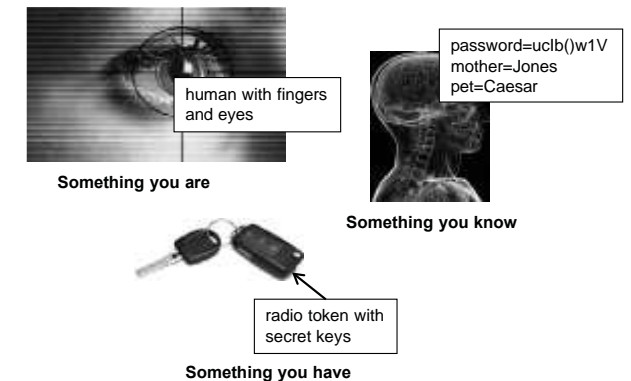 human with fingers
and eyes
Something you are
password=uclb()w1V
mother=Jones
pet=Caesar
Something you know
radio token with
secret keys
Something you have